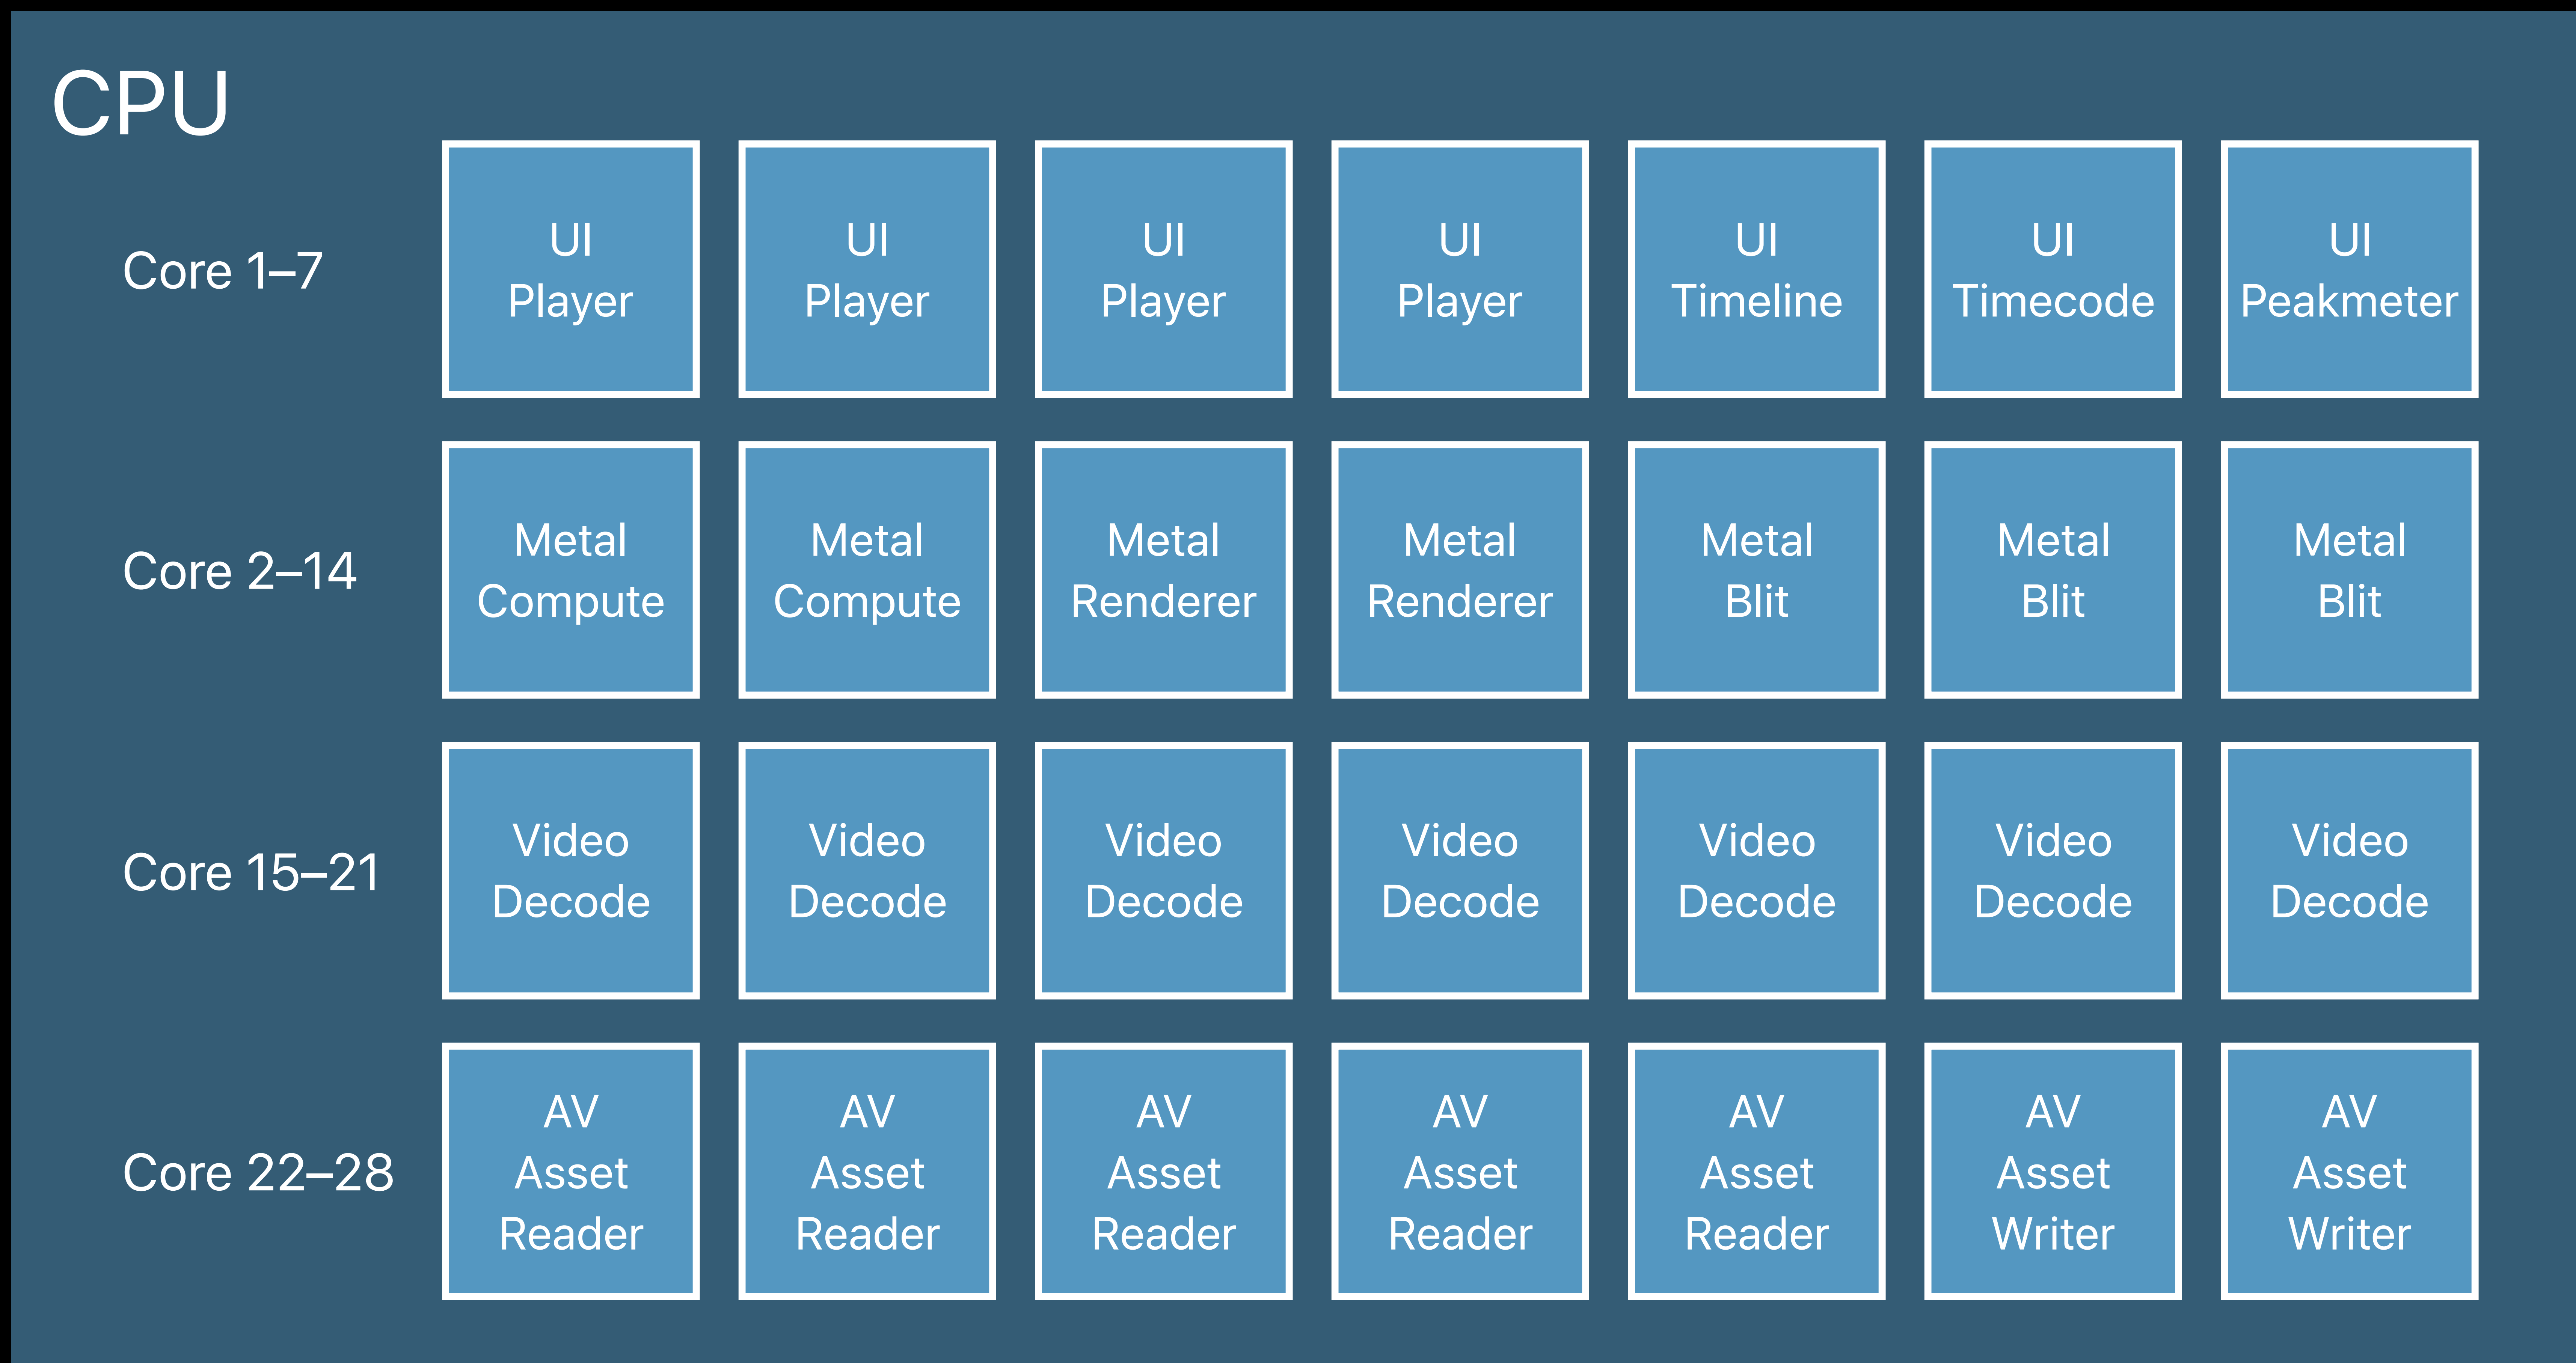 CPU
Core 1–7
UI
Player
UI
Player
UI
Player
UI
Player
UI
Timeline
UI
Timecode
UI
Peakmeter
Core 2–14
Metal
Compute
Metal
Compute
Metal
Renderer
Metal
Renderer
Metal
Blit
Metal
Blit
Metal
Blit
Core 15–21
Video
Decode
Video
Decode
Video
Decode
Video
Decode
Video
Decode
Video
Decode
Video
Decode
Core 22–28
AV
Asset
Reader
AV
Asset
Reader
AV
Asset
Reader
AV
Asset
Reader
AV
Asset
Reader
AV
Asset
Writer
AV
Asset
Writer